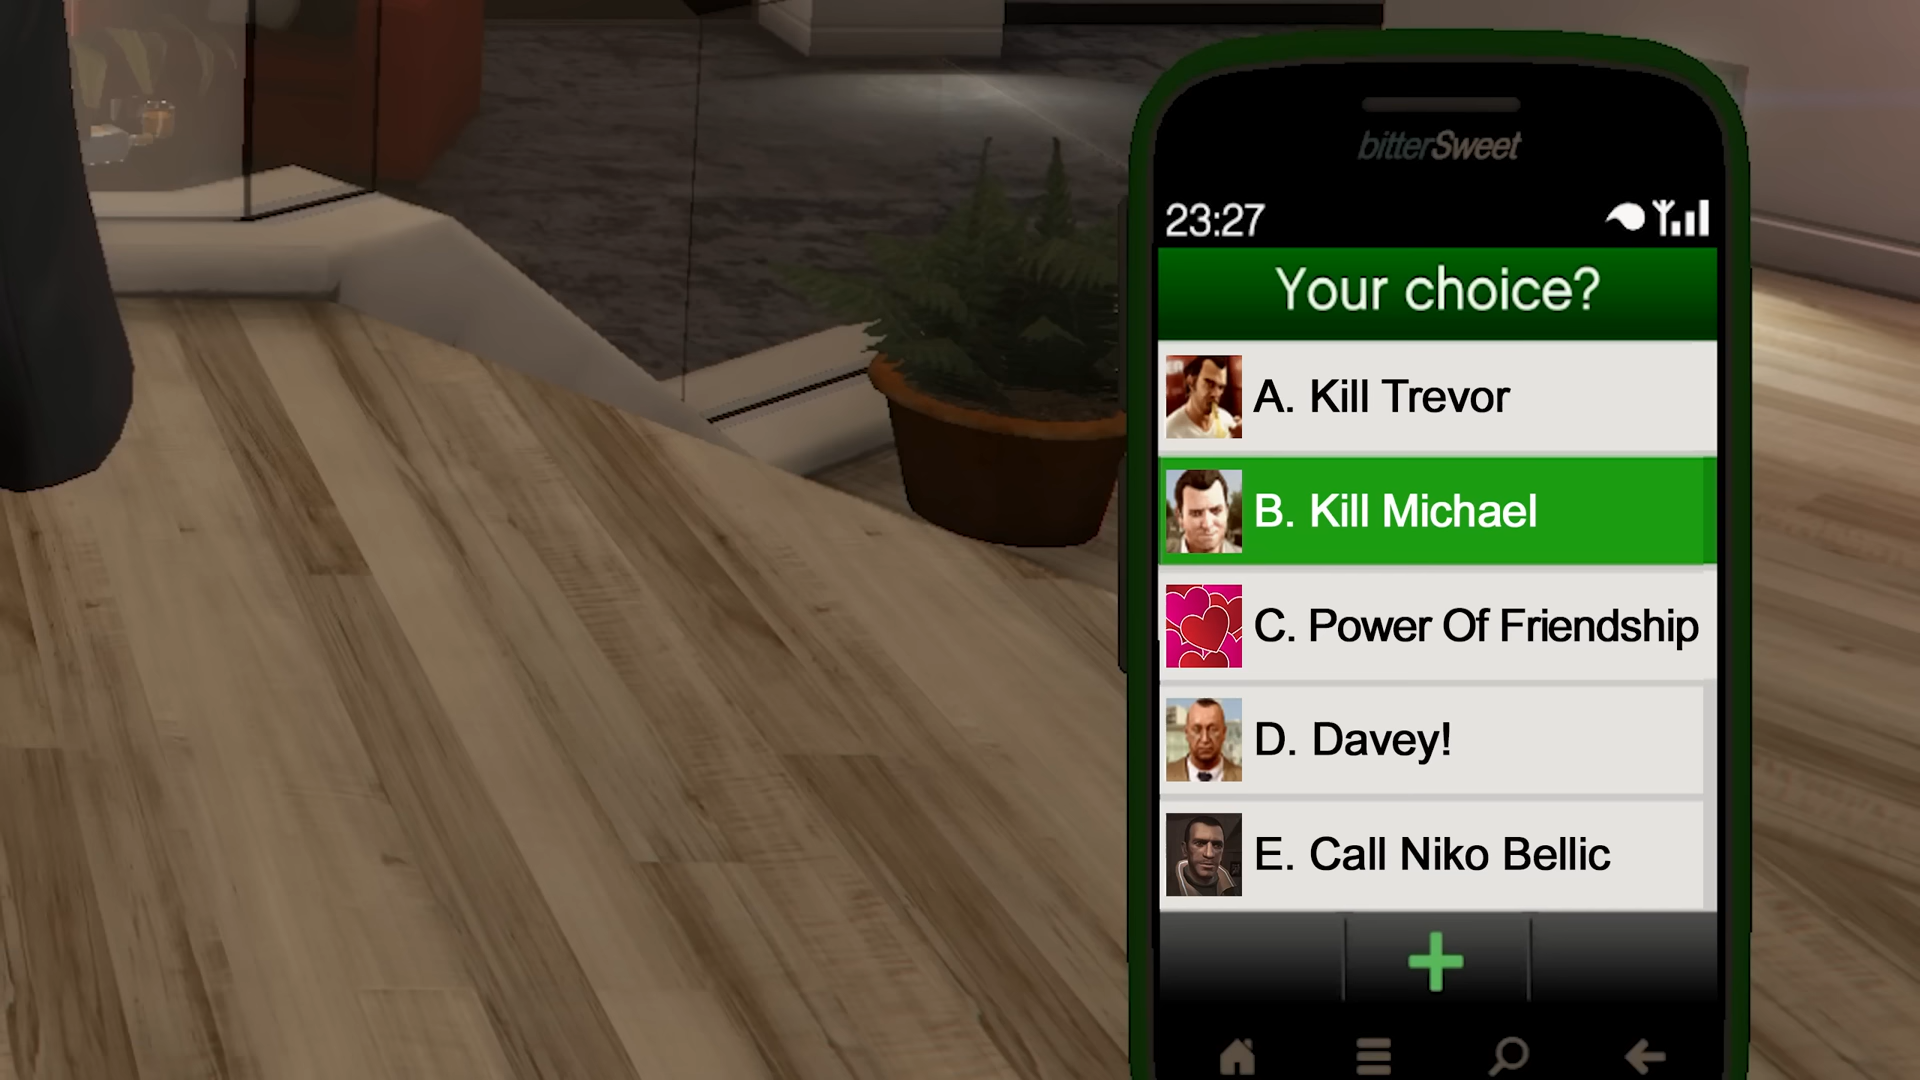 bitterSweet
23:27
Your choice?
A. Kill Trevor
B. Kill Michael
C. Power Of Friendship
D. Davey!
E. Call Niko Bellic